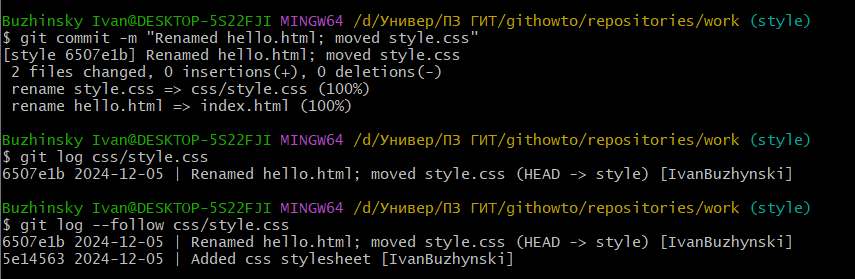 Buzhinsky Ivan@DESKTOP-5S22FJI MINGW64 /d/Универ/ПЗ ГИТ/githowto/repositories/work (style)
$ git commit -m "Renamed hello.html; moved style.css"
[style 6507e1b] Renamed hello.html; moved style.css
 2 files changed, 0 insertions(+), 0 deletions(-)
 rename style.css => css/style.css (100%)
 rename hello.html => index.html (100%)
Buzhinsky Ivan@DESKTOP-5S22FJI MINGW64 /d/Универ/ПЗ ГИТ/githowto/repositories/work (style)
$ git log css/style.css
6507e1b 2024-12-05 | Renamed hello.html; moved style.css (HEAD -> style) [IvanBuzhynski]
Buzhinsky Ivan@DESKTOP-5S22FJI MINGW64 /d/Универ/ПЗ ГИТ/githowto/repositories/work (style)
$ git log --follow css/style.css
6507e1b 2024-12-05 | Renamed hello.html; moved style.css (HEAD -> style) [IvanBuzhynski]
5e14563 2024-12-05 | Added css stylesheet [IvanBuzhynski]